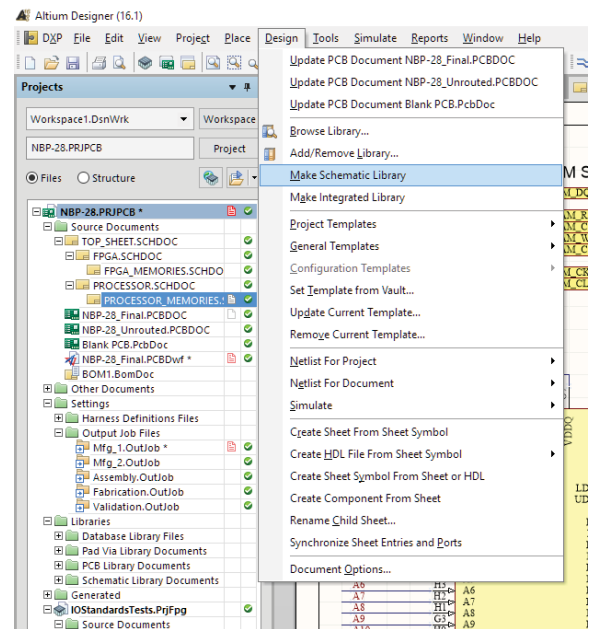 Altium Designer (16.1)
DXP File Edit View Project Place Design Tools Simulate Reports Window Help
Projects
Workspace1.DsnWrk Workspace
NBP-28.PRJPCB Project
Files Structure
NBP-28.PRJPCB *
Source Documents
TOP_SHEET.SCHDOC
FPGA.SCHDOC
FPGA_MEMORIES.SCHDO
PROCESSOR.SCHDOC
PROCESSOR_MEMORIES.
NBP-28_Final.PCBDOC
NBP-28_Unrouted.PCBDOC
Blank PCB.PcbDoc
NBP-28_Final.PCBDwf *
BOM1.BomDoc
Other Documents
Settings
Harness Definitions Files
Output Job Files
Mfg_1.OutJob *
Mfg_2.OutJob
Assembly.OutJob
Fabrication.OutJob
Validation.OutJob
Libraries
Database Library Files
Pad Via Library Documents
PCB Library Documents
Schematic Library Documents
Generated
IOStandardsTests.PrjFpg
Source Documents
Update PCB Document NBP-28_Final.PCBDOC
Update PCB Document NBP-28_Unrouted.PCBDOC
Update PCB Document Blank PCB.PcbDoc
Browse Library...
Add/Remove Library...
Make Schematic Library
Make Integrated Library
Project Templates
General Templates
Configuration Templates
Set Template from Vault...
Update Current Template...
Remove Current Template...
Netlist For Project
Netlist For Document
Simulate
Create Sheet From Sheet Symbol
Create HDL File From Sheet Symbol
Create Sheet Symbol From Sheet or HDL
Create Component From Sheet
Rename Child Sheet...
Synchronize Sheet Entries and Ports
Document Options...
M S
VDDQ
LD
UD
A6 H3 A6
A7 H2 A7
A8 H1 A8
A9 G3 A9